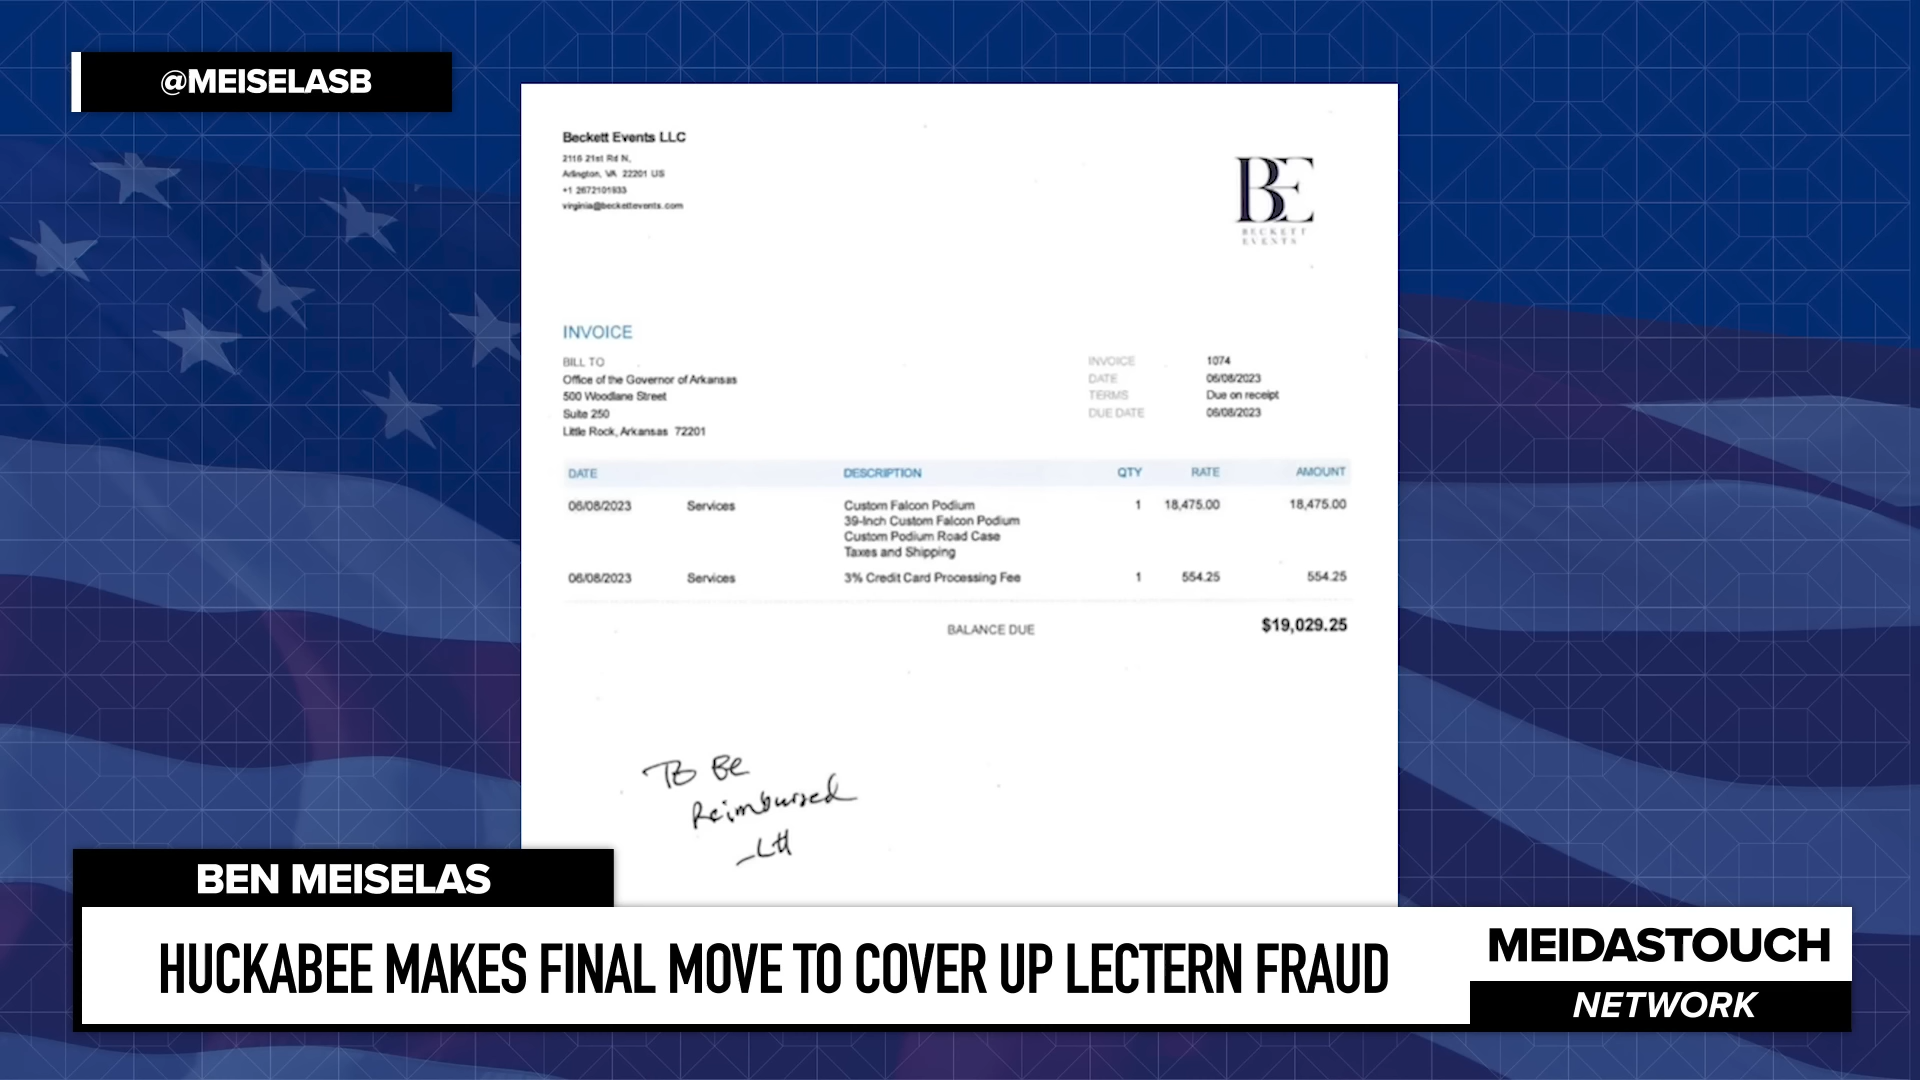 @MEISELASB
Beckett Events LLC
2116 21st Rd N,
Arlington, VA 22201 US
+1 2672101933
virginia@beckettevents.com
BE
BECKETT
EVENTS
INVOICE
BILL TO
Office of the Governor of Arkansas
500 Woodlane Street
Suite 250
Little Rock, Arkansas 72201
INVOICE 1074
DATE 06/08/2023
TERMS Due on receipt
DUE DATE 06/08/2023
DATE DESCRIPTION QTY RATE AMOUNT
06/08/2023 Services Custom Falcon Podium 1 18,475.00 18,475.00
39-Inch Custom Falcon Podium
Custom Podium Road Case
Taxes and Shipping
06/08/2023 Services 3% Credit Card Processing Fee 1 554.25 554.25
BALANCE DUE $19,029.25
To Be
Reimbursed
-LH
BEN MEISELAS
HUCKABEE MAKES FINAL MOVE TO COVER UP LECTERN FRAUD
MEIDASTOUCH
NETWORK